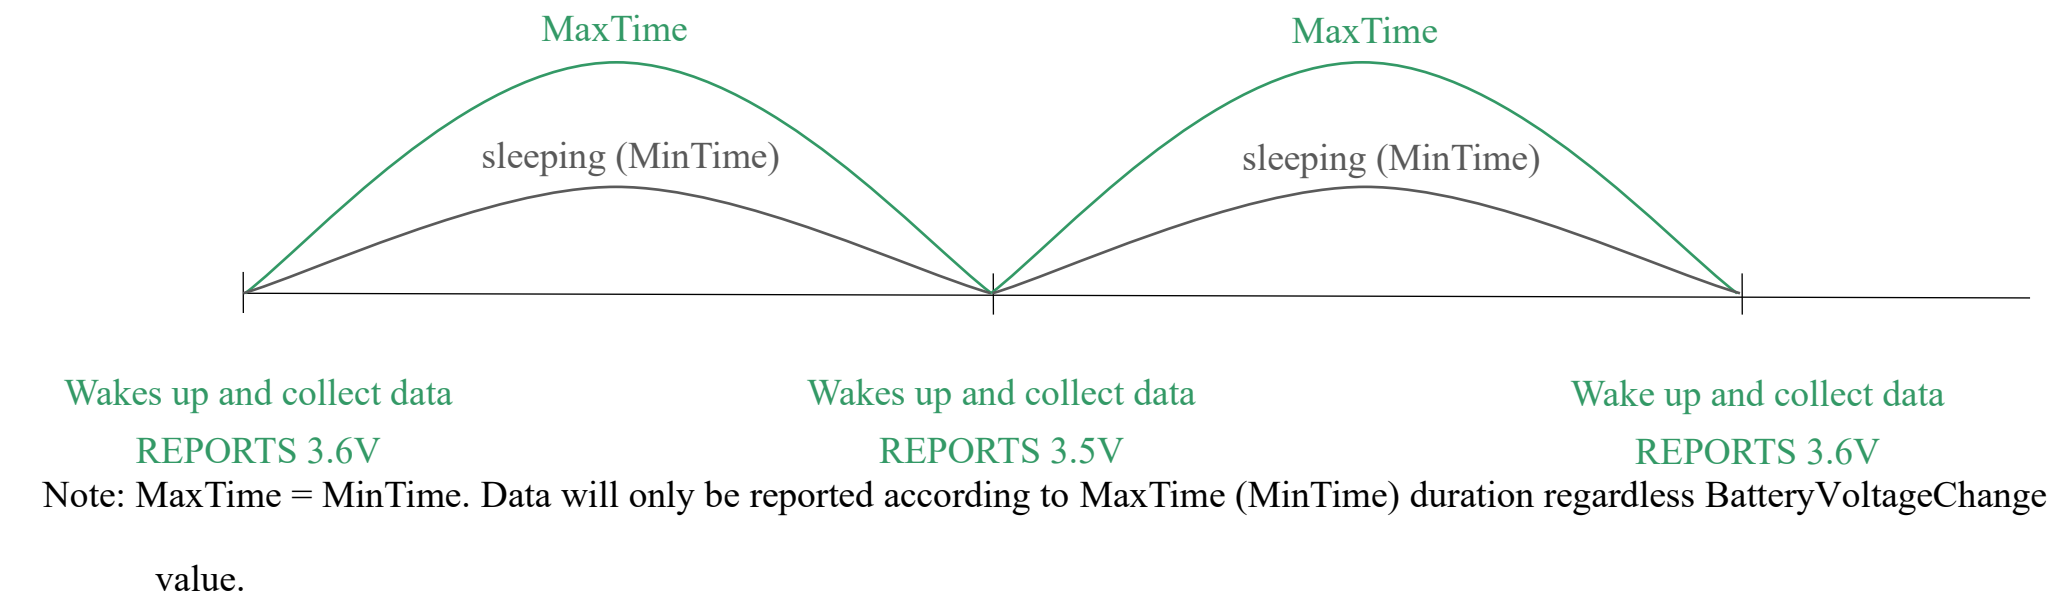 MaxTime
MaxTime
sleeping (MinTime)
sleeping (MinTime)
Wakes up and collect data
REPORTS 3.6V
Wakes up and collect data
REPORTS 3.5V
Wake up and collect data
REPORTS 3.6V
Note: MaxTime = MinTime. Data will only be reported according to MaxTime (MinTime) duration regardless BatteryVoltageChange
value.